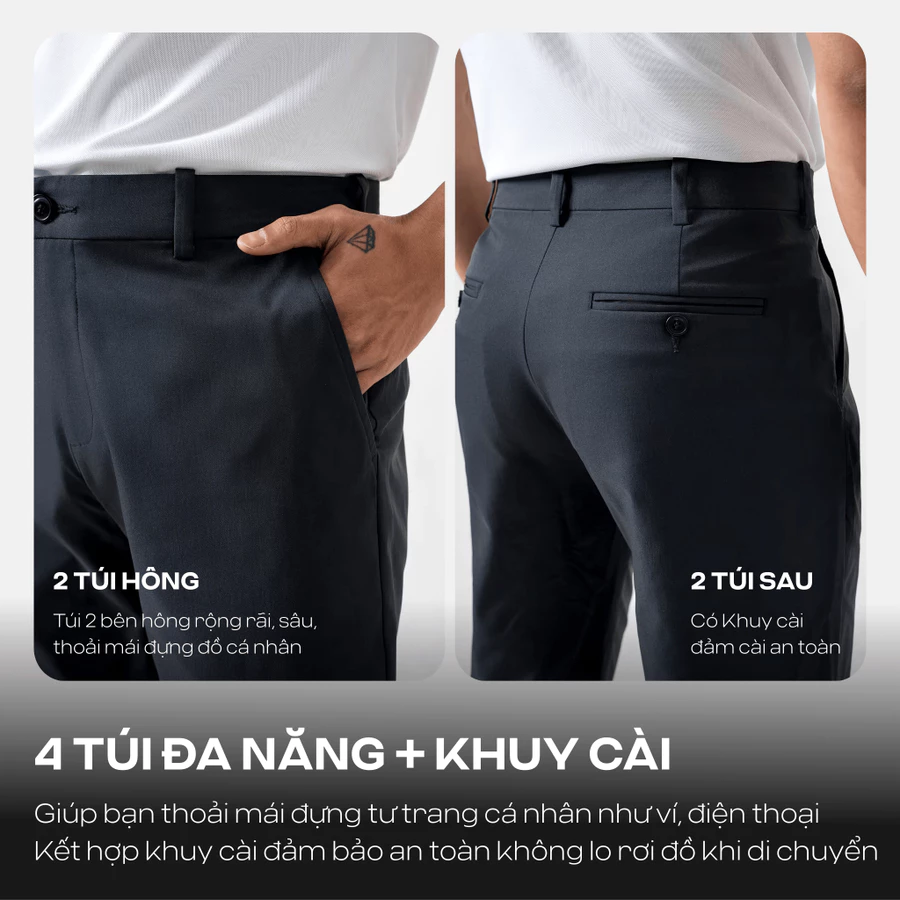 2 TÚI HÔNG
Túi 2 bên hông rộng rãi, sâu,
thoải mái đựng đồ cá nhân
2 TÚI SAU
Có Khuy cài
đảm cài an toàn
4 TÚI ĐA NĂNG + KHUY CÀI
Giúp bạn thoải mái đựng tư trang cá nhân như ví, điện thoại
Kết hợp khuy cài đảm bảo an toàn không lo rơi đồ khi di chuyển